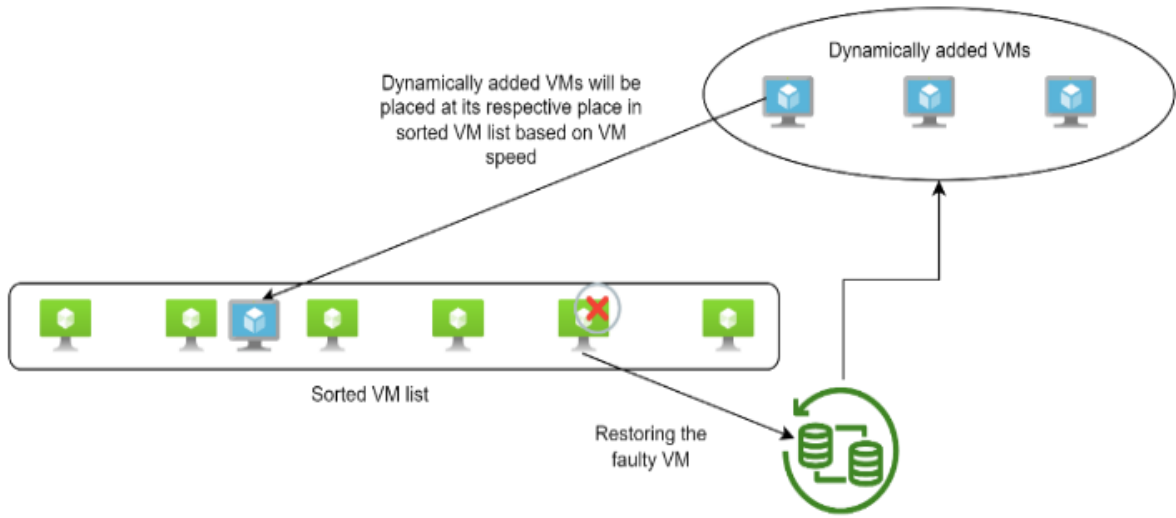 Dynamically added VMs
Dynamically added VMs will be
placed at its respective place in
sorted VM list based on VM
speed
Sorted VM list
Restoring the
faulty VM